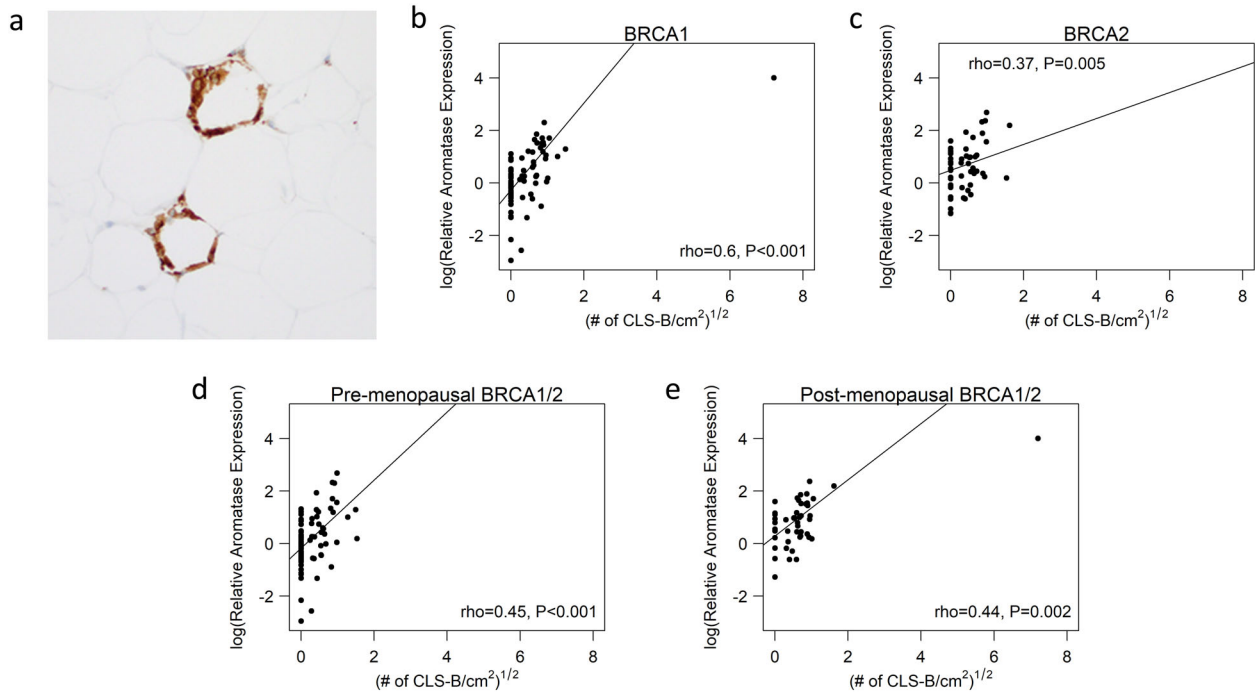 a
b
BRCA1
log(Relative Aromatase Expression)
4
2
0
-2
rho=0.6, P<0.001
0 2 4 6 8
(# of CLS-B/cm²)¹/²
c
BRCA2
log(Relative Aromatase Expression)
4
2
0
-2
rho=0.37, P=0.005
0 2 4 6 8
(# of CLS-B/cm²)¹/²
d
Pre-menopausal BRCA1/2
log(Relative Aromatase Expression)
4
2
0
-2
rho=0.45, P<0.001
0 2 4 6 8
(# of CLS-B/cm²)¹/²
e
Post-menopausal BRCA1/2
log(Relative Aromatase Expression)
4
2
0
-2
rho=0.44, P=0.002
0 2 4 6 8
(# of CLS-B/cm²)¹/²